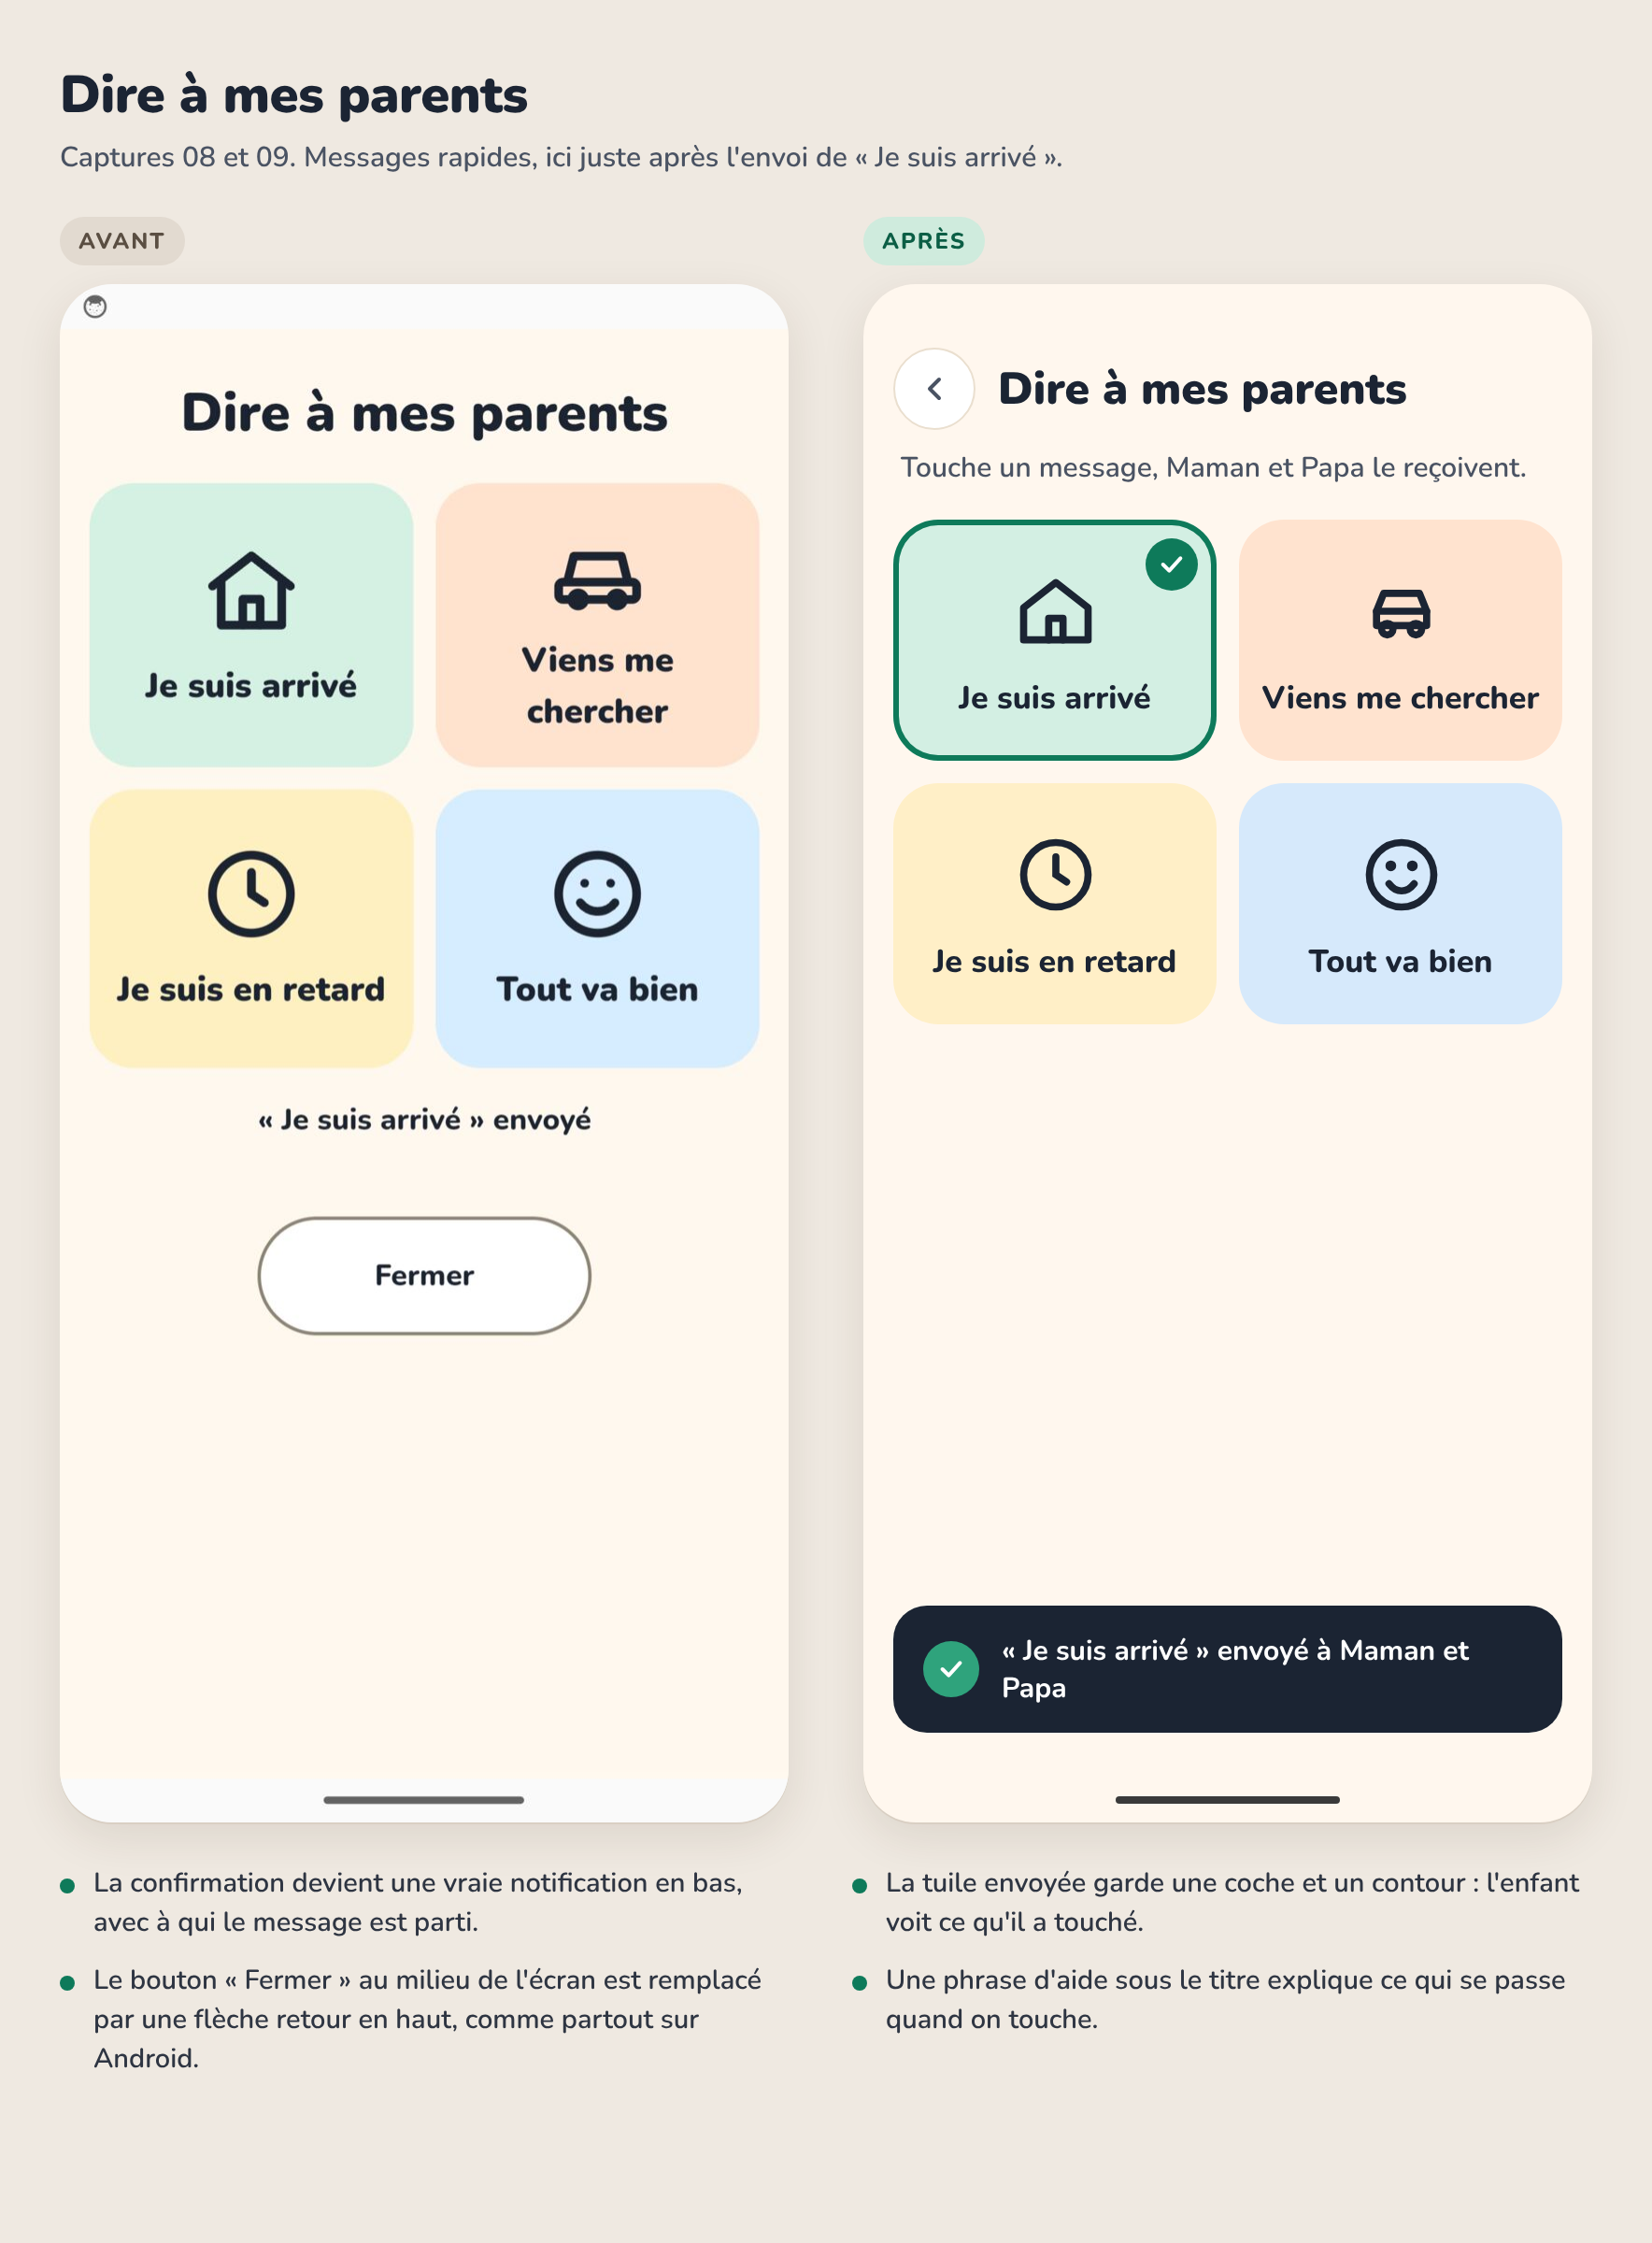 Dire à mes parents
Captures 08 et 09. Messages rapides, ici juste après l'envoi de « Je suis arrivé ».
AVANT
Dire à mes parents
Je suis arrivé
Viens me
chercher
Je suis en retard
Tout va bien
« Je suis arrivé » envoyé
Fermer
APRÈS
Dire à mes parents
Touche un message, Maman et Papa le reçoivent.
Je suis arrivé
Viens me chercher
Je suis en retard
Tout va bien
« Je suis arrivé » envoyé à Maman et
Papa
La confirmation devient une vraie notification en bas,
avec à qui le message est parti.
Le bouton « Fermer » au milieu de l'écran est remplacé
par une flèche retour en haut, comme partout sur
Android.
La tuile envoyée garde une coche et un contour : l'enfant
voit ce qu'il a touché.
Une phrase d'aide sous le titre explique ce qui se passe
quand on touche.